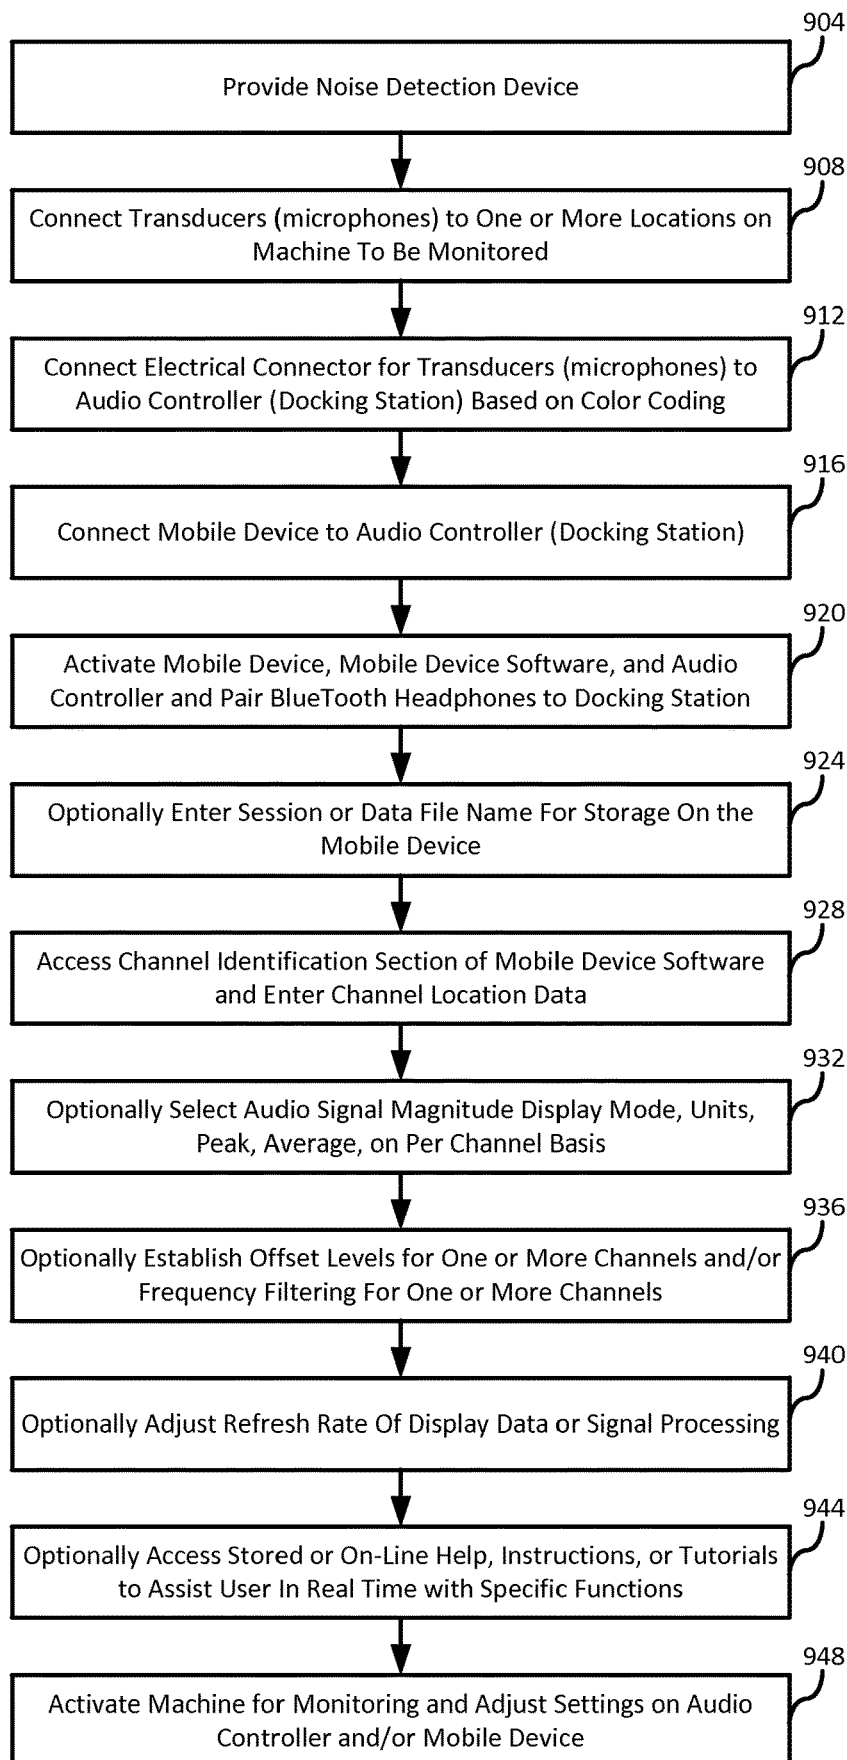 904
Provide Noise Detection Device
908
Connect Transducers (microphones) to One or More Locations on
Machine To Be Monitored
912
Connect Electrical Connector for Transducers (microphones) to
Audio Controller (Docking Station) Based on Color Coding
916
Connect Mobile Device to Audio Controller (Docking Station)
920
Activate Mobile Device, Mobile Device Software, and Audio
Controller and Pair BlueTooth Headphones to Docking Station
924
Optionally Enter Session or Data File Name For Storage On the
Mobile Device
928
Access Channel Identification Section of Mobile Device Software
and Enter Channel Location Data
932
Optionally Select Audio Signal Magnitude Display Mode, Units,
Peak, Average, on Per Channel Basis
936
Optionally Establish Offset Levels for One or More Channels and/or
Frequency Filtering For One or More Channels
940
Optionally Adjust Refresh Rate Of Display Data or Signal Processing
944
Optionally Access Stored or On-Line Help, Instructions, or Tutorials
to Assist User In Real Time with Specific Functions
948
Activate Machine for Monitoring and Adjust Settings on Audio
Controller and/or Mobile Device